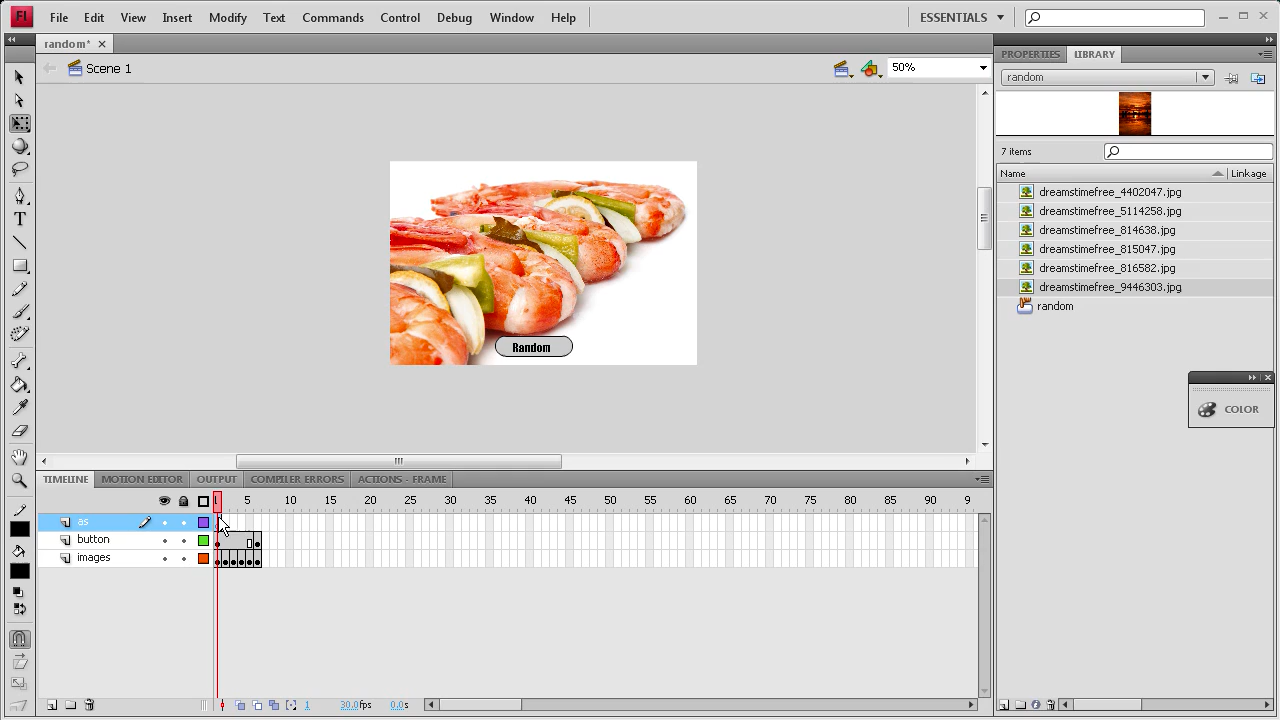 Fl File Edit View Insert Modify Text Commands Control Debug Window Help ESSENTIALS
random*
Scene 1 50%
PROPERTIES LIBRARY
random
7 items
Name Linkage
dreamstimefree_4402047.jpg
dreamstimefree_5114258.jpg
dreamstimefree_814638.jpg
dreamstimefree_815047.jpg
dreamstimefree_816582.jpg
dreamstimefree_9446303.jpg
random
Random
COLOR
TIMELINE MOTION EDITOR OUTPUT COMPILER ERRORS ACTIONS - FRAME
1 5 10 15 20 25 30 35 40 45 50 55 60 65 70 75 80 85 90 9
as
button
images
1 30.0fps 0.0s